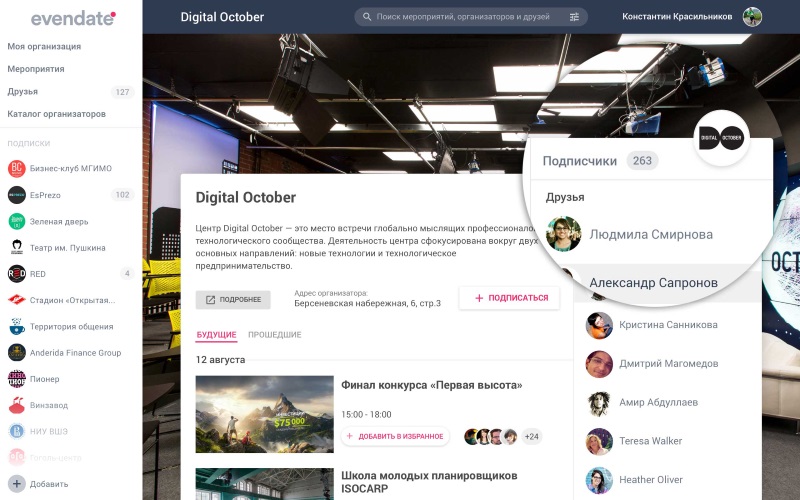 evendate
Моя организация
Мероприятия
Друзья 127
Каталог организаторов
ПОДПИСКИ
Бизнес-клуб МГИМО
EsPrezo 102
Зеленая дверь
Театр им. Пушкина
RED 4
Стадион «Открытая...
Территория общения
Anderida Finance Group
Пионер
Винзавод
НИУ ВШЭ
Гоголь-центр
Добавить
Digital October
Поиск мероприятий, организаторов и друзей
Константин Красильников
Digital October
Центр Digital October — это место встречи глобально мыслящих профессионало
технологического сообщества. Деятельность центра сфокусирована вокруг двух
основных направлений: новые технологии и технологическое
предпринимательство.
ПОДРОБНЕЕ
Адрес организатора:
Берсеневская набережная, 6, стр.3
+ ПОДПИСАТЬСЯ
БУДУЩИЕ ПРОШЕДШИЕ
12 августа
ИНВЕСТИЦИИ
$75 000
Финал конкурса «Первая высота»
15:00 - 18:00
+ ДОБАВИТЬ В ИЗБРАННОЕ
+24
Школа молодых планировщиков
ISOCARP
DIGITAL OCTOBER
Подписчики 263
Друзья
Людмила Смирнова
Александр Сапронов
Кристина Санникова
Дмитрий Магомедов
Амир Абдуллаев
Teresa Walker
Heather Oliver
ОСТ